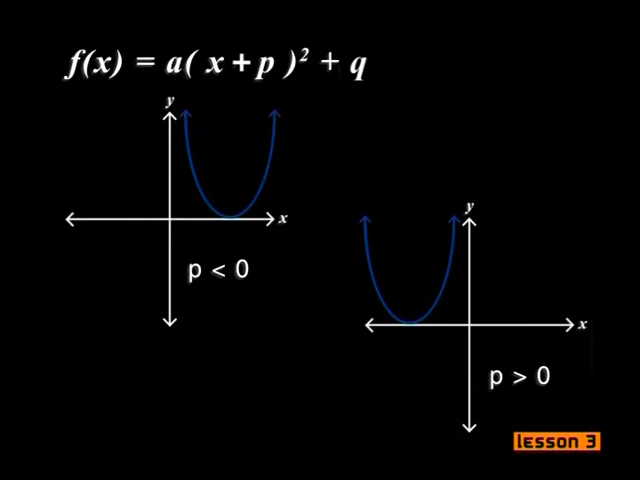 f(x) = a( x + p )² + q
y
x
p < 0
y
x
p > 0
lesson 3